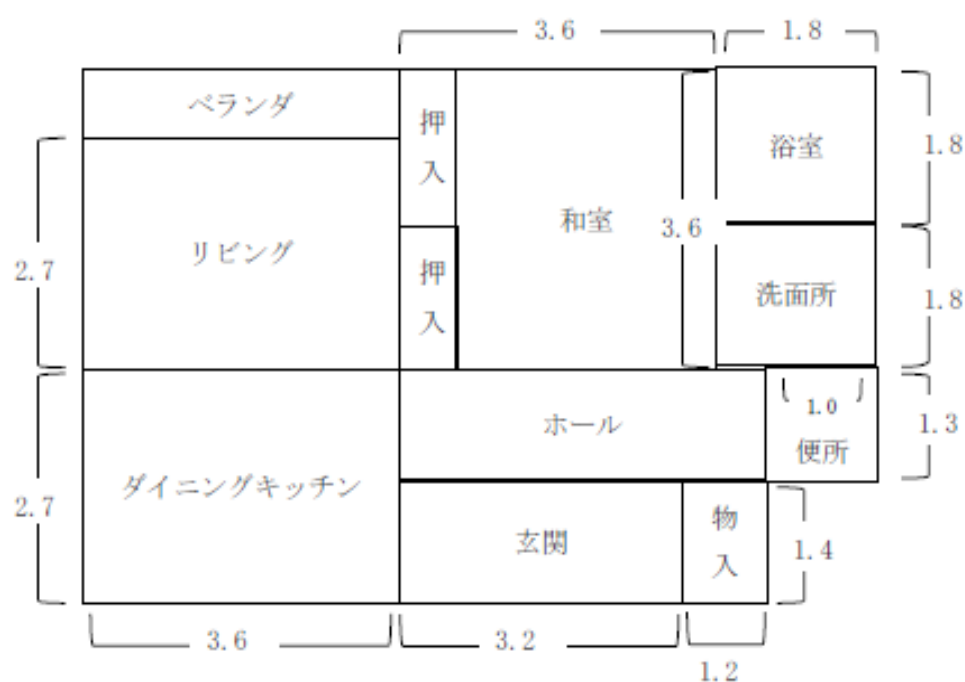 3.6
1.8
ベランダ
押入
浴室
1.8
和室
3.6
リビング
2.7
押入
洗面所
1.8
ホール
1.0
便所
1.3
ダイニングキッチン
2.7
玄関
物入
1.4
3.6
3.2
1.2